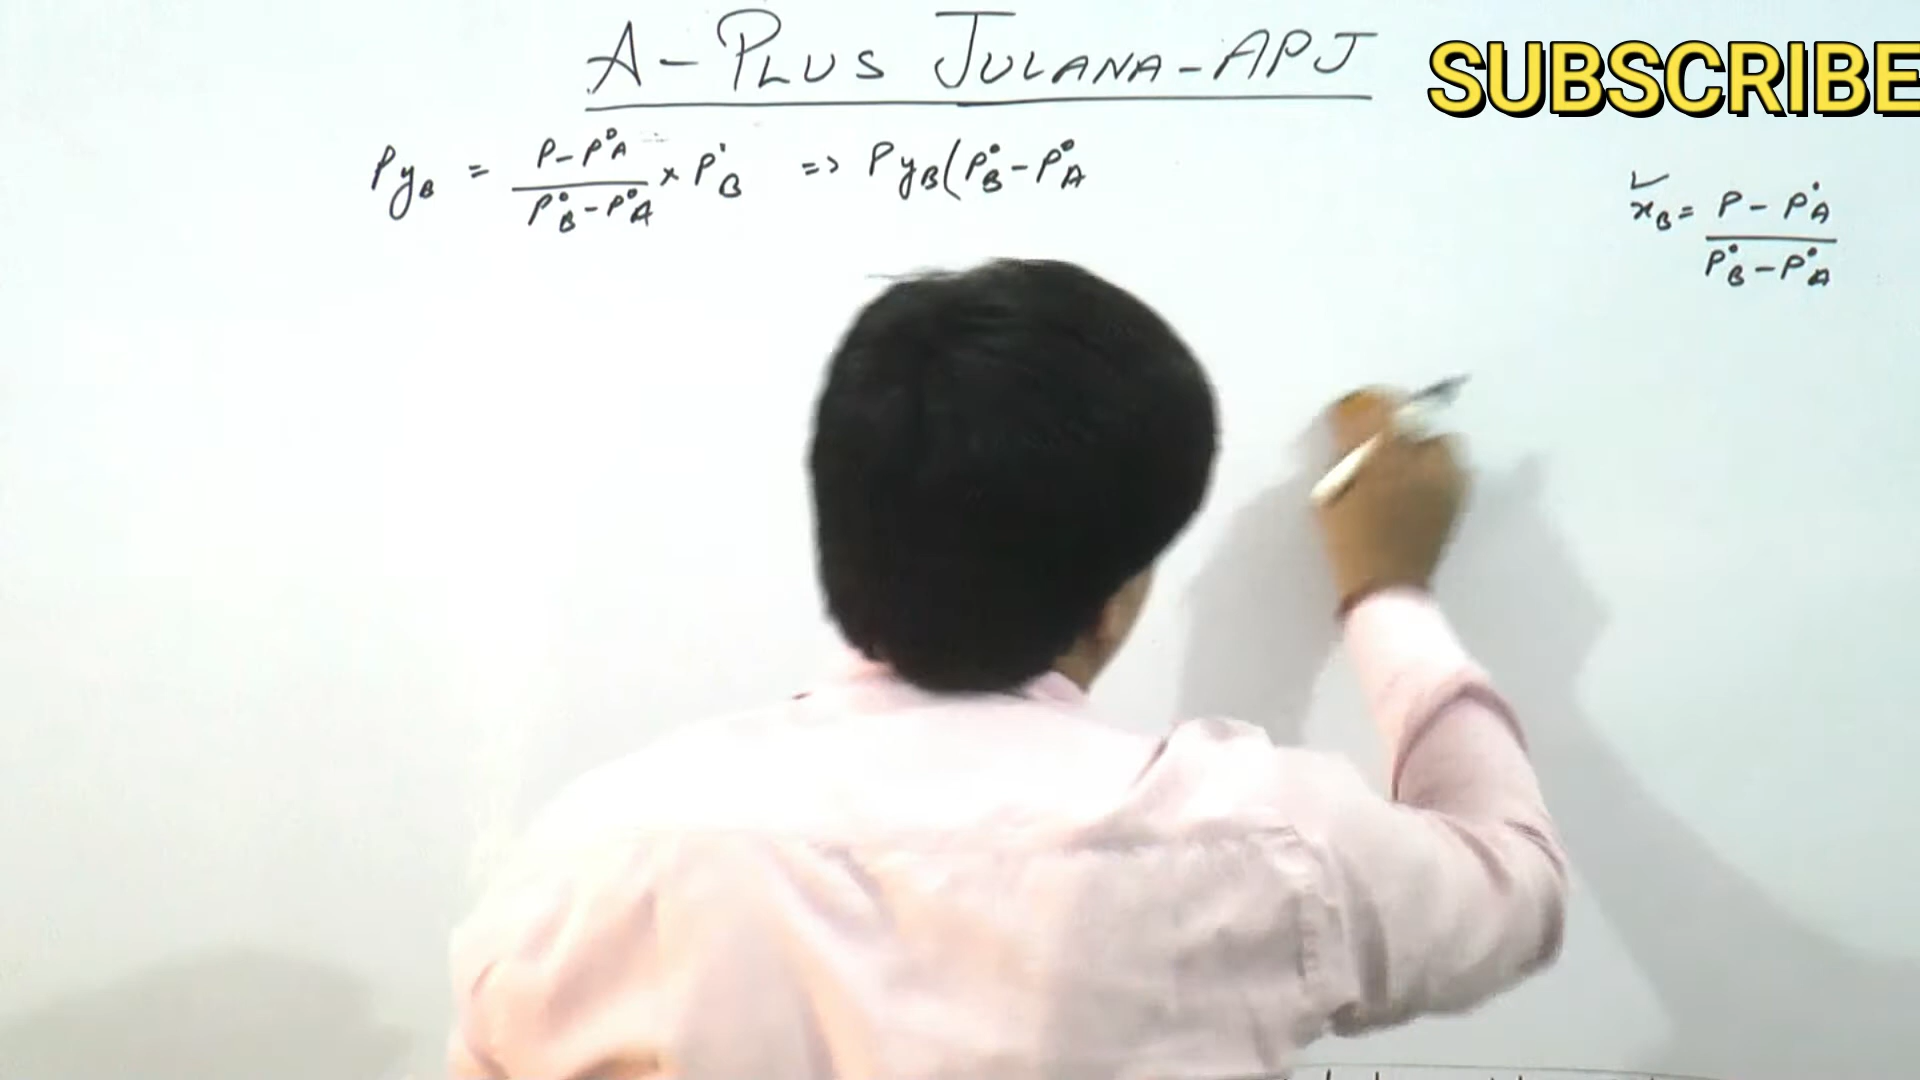 A-PLUS JULANA-APJ
SUBSCRIBE
Py_B = (P-P°_A)/(P°_B-P°_A) × P°_B => Py_B(P°_B-P°_A
✓
x_B = (P-P°_A)/(P°_B-P°_A)